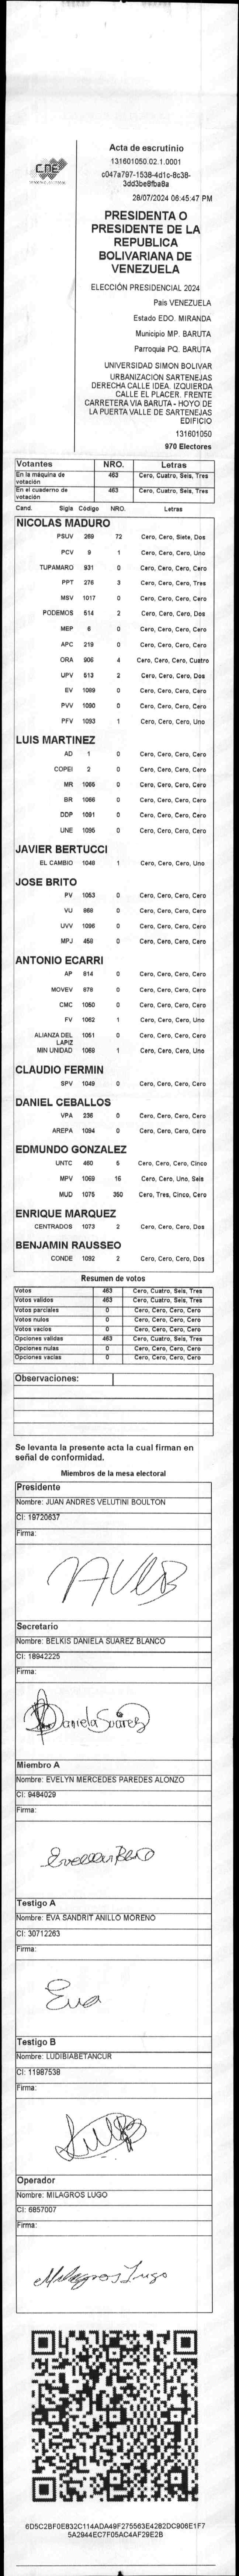 CNE
Acta de escrutinio
131601050.02.1.0001
c047a797-1538-4d1c-8c38-
3dd3be8fba8a
28/07/2024 06:45:47 PM
PRESIDENTA O
PRESIDENTE DE LA
REPUBLICA
BOLIVARIANA DE
VENEZUELA
ELECCIÓN PRESIDENCIAL 2024
Pais VENEZUELA
Estado EDO. MIRANDA
Municipio MP. BARUTA
Parroquia PQ. BARUTA
UNIVERSIDAD SIMON BOLIVAR
URBANIZACIÓN SARTENEJAS
DERECHA CALLE IDEA. IZQUIERDA
CALLE EL PLACER. FRENTE
CARRETERA VIA BARUTA - HOYO DE
LA PUERTA VALLE DE SARTENEJAS
EDIFICIO
131601050
970 Electores
Votantes NRO. Letras
En la máquina de votación 463 Cero, Cuatro, Seis, Tres
En el cuaderno de votación 463 Cero, Cuatro, Seis, Tres
Cand. Sigla Código NRO. Letras
NICOLAS MADURO
PSUV 269 72 Cero, Cero, Siete, Dos
PCV 9 1 Cero, Cero, Cero, Uno
TUPAMARO 931 0 Cero, Cero, Cero, Cero
PPT 276 3 Cero, Cero, Cero, Tres
MSV 1017 0 Cero, Cero, Cero, Cero
PODEMOS 514 2 Cero, Cero, Cero, Dos
MEP 6 0 Cero, Cero, Cero, Cero
APC 219 0 Cero, Cero, Cero, Cero
ORA 906 4 Cero, Cero, Cero, Cuatro
UPV 513 2 Cero, Cero, Cero, Dos
EV 1089 0 Cero, Cero, Cero, Cero
PVV 1090 0 Cero, Cero, Cero, Cero
PFV 1093 1 Cero, Cero, Cero, Uno
LUIS MARTINEZ
AD 1 0 Cero, Cero, Cero, Cero
COPEI 2 0 Cero, Cero, Cero, Cero
MR 1065 0 Cero, Cero, Cero, Cero
BR 1066 0 Cero, Cero, Cero, Cero
DDP 1091 0 Cero, Cero, Cero, Cero
UNE 1095 0 Cero, Cero, Cero, Cero
JAVIER BERTUCCI
EL CAMBIO 1048 1 Cero, Cero, Cero, Uno
JOSE BRITO
PV 1053 0 Cero, Cero, Cero, Cero
VU 868 0 Cero, Cero, Cero, Cero
UVV 1096 0 Cero, Cero, Cero, Cero
MPJ 458 0 Cero, Cero, Cero, Cero
ANTONIO ECARRI
AP 614 0 Cero, Cero, Cero, Cero
MOVEV 678 0 Cero, Cero, Cero, Cero
CMC 1050 0 Cero, Cero, Cero, Cero
FV 1062 1 Cero, Cero, Cero, Uno
ALIANZA DEL LAPIZ 1051 0 Cero, Cero, Cero, Cero
MIN UNIDAD 1068 1 Cero, Cero, Cero, Uno
CLAUDIO FERMIN
SPV 1049 0 Cero, Cero, Cero, Cero
DANIEL CEBALLOS
VPA 236 0 Cero, Cero, Cero, Cero
AREPA 1094 0 Cero, Cero, Cero, Cero
EDMUNDO GONZALEZ
UNTC 460 5 Cero, Cero, Cero, Cinco
MPV 1069 16 Cero, Cero, Uno, Seis
MUD 1075 350 Cero, Tres, Cinco, Cero
ENRIQUE MARQUEZ
CENTRADOS 1073 2 Cero, Cero, Cero, Dos
BENJAMIN RAUSSEO
CONDE 1092 2 Cero, Cero, Cero, Dos
Resumen de votos
Votos 463 Cero, Cuatro, Seis, Tres
Votos validos 463 Cero, Cuatro, Seis, Tres
Votos parciales 0 Cero, Cero, Cero, Cero
Votos nulos 0 Cero, Cero, Cero, Cero
Votos vacios 0 Cero, Cero, Cero, Cero
Opciones validas 463 Cero, Cuatro, Seis, Tres
Opciones nulas 0 Cero, Cero, Cero, Cero
Opciones vacias 0 Cero, Cero, Cero, Cero
Observaciones:
Se levanta la presente acta la cual firman en
señal de conformidad.
Miembros de la mesa electoral
Presidente
Nombre: JUAN ANDRES VELUTINI BOULTON
CI: 19720637
Firma:
Secretario
Nombre: BELKIS DANIELA SUAREZ BLANCO
CI: 18942225
Firma:
Daniela Suárez
Miembro A
Nombre: EVELYN MERCEDES PAREDES ALONZO
CI: 9484029
Firma:
Testigo A
Nombre: EVA SANDRIT ANILLO MORENO
CI: 30712263
Firma:
Eva
Testigo B
Nombre: LUDIBIABETANCUR
CI: 11987538
Firma:
Operador
Nombre: MILAGROS LUGO
CI: 6857007
Firma:
Milagros Lugo
6D5C2BF0E832C114ADA49F275563E4282DC906E1F7
5A2944EC7F05AC4AF29E2B